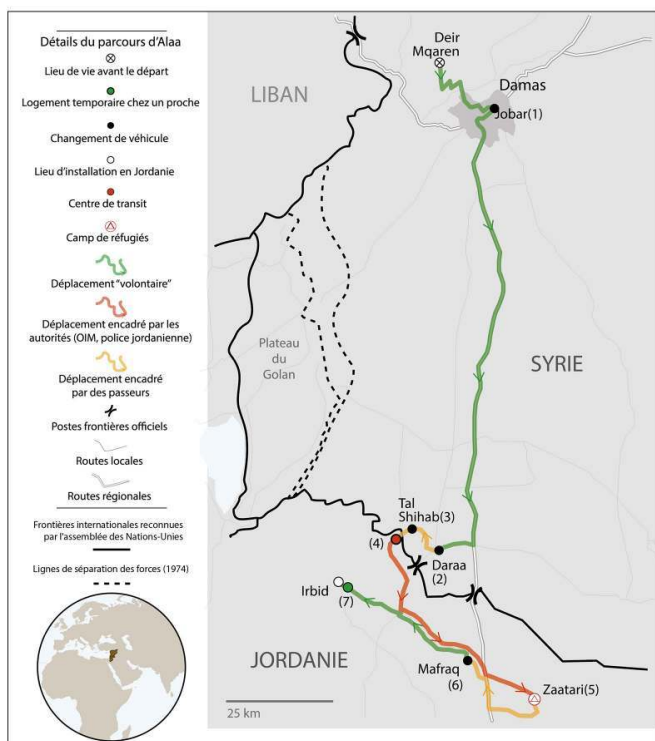 Détails du parcours d'Alaa
Lieu de vie avant le départ
Logement temporaire chez un proche
Changement de véhicule
Lieu d'installation en Jordanie
Centre de transit
Camp de réfugiés
Déplacement "volontaire"
Déplacement encadré par les
autorités (OIM, police jordanienne)
Déplacement encadré
par des passeurs
Postes frontières officiels
Routes locales
Routes régionales
Frontières internationales reconnues
par l'assemblée des Nations-Unies
Lignes de séparation des forces (1974)
Deir
Mqaren
Damas
Jobar(1)
LIBAN
SYRIE
Plateau
du
Golan
Tal
Shihab(3)
(4)
Daraa
(2)
Irbid
(7)
JORDANIE
Mafraq
(6)
Zaatari(5)
25 km